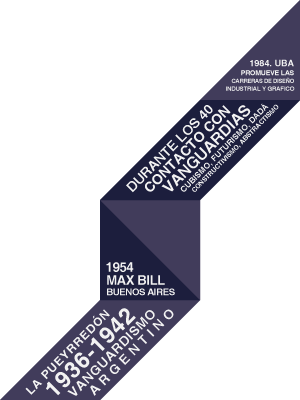 1984. UBA
PROMUEVE LAS
CARRERAS DE DISEÑO
INDUSTRIAL Y GRAFICO
DURANTE LOS 40
CONTACTO CON
VANGUARDIAS
CUBISMO, FUTURISMO, DADÁ
CONSTRUCTIVISMO, ABSTRACTISMO
1954
MAX BILL
BUENOS AIRES
LA PUEYRREDÓN
1936-1942
VANGUARDISMO
ARGENTINO